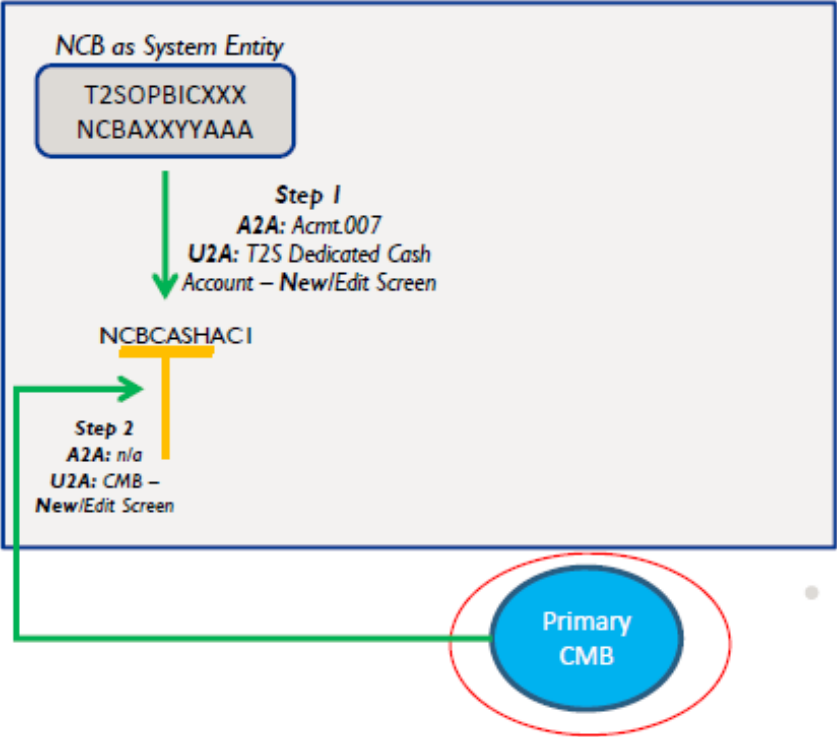 NCB as System Entity
T2SOPBICXXX
NCBAXXYYAAA
Step 1
A2A: Acmt.007
U2A: T2S Dedicated Cash
Account – New/Edit Screen
NCBCASHAC1
Step 2
A2A: n/a
U2A: CMB –
New/Edit Screen
Primary
CMB